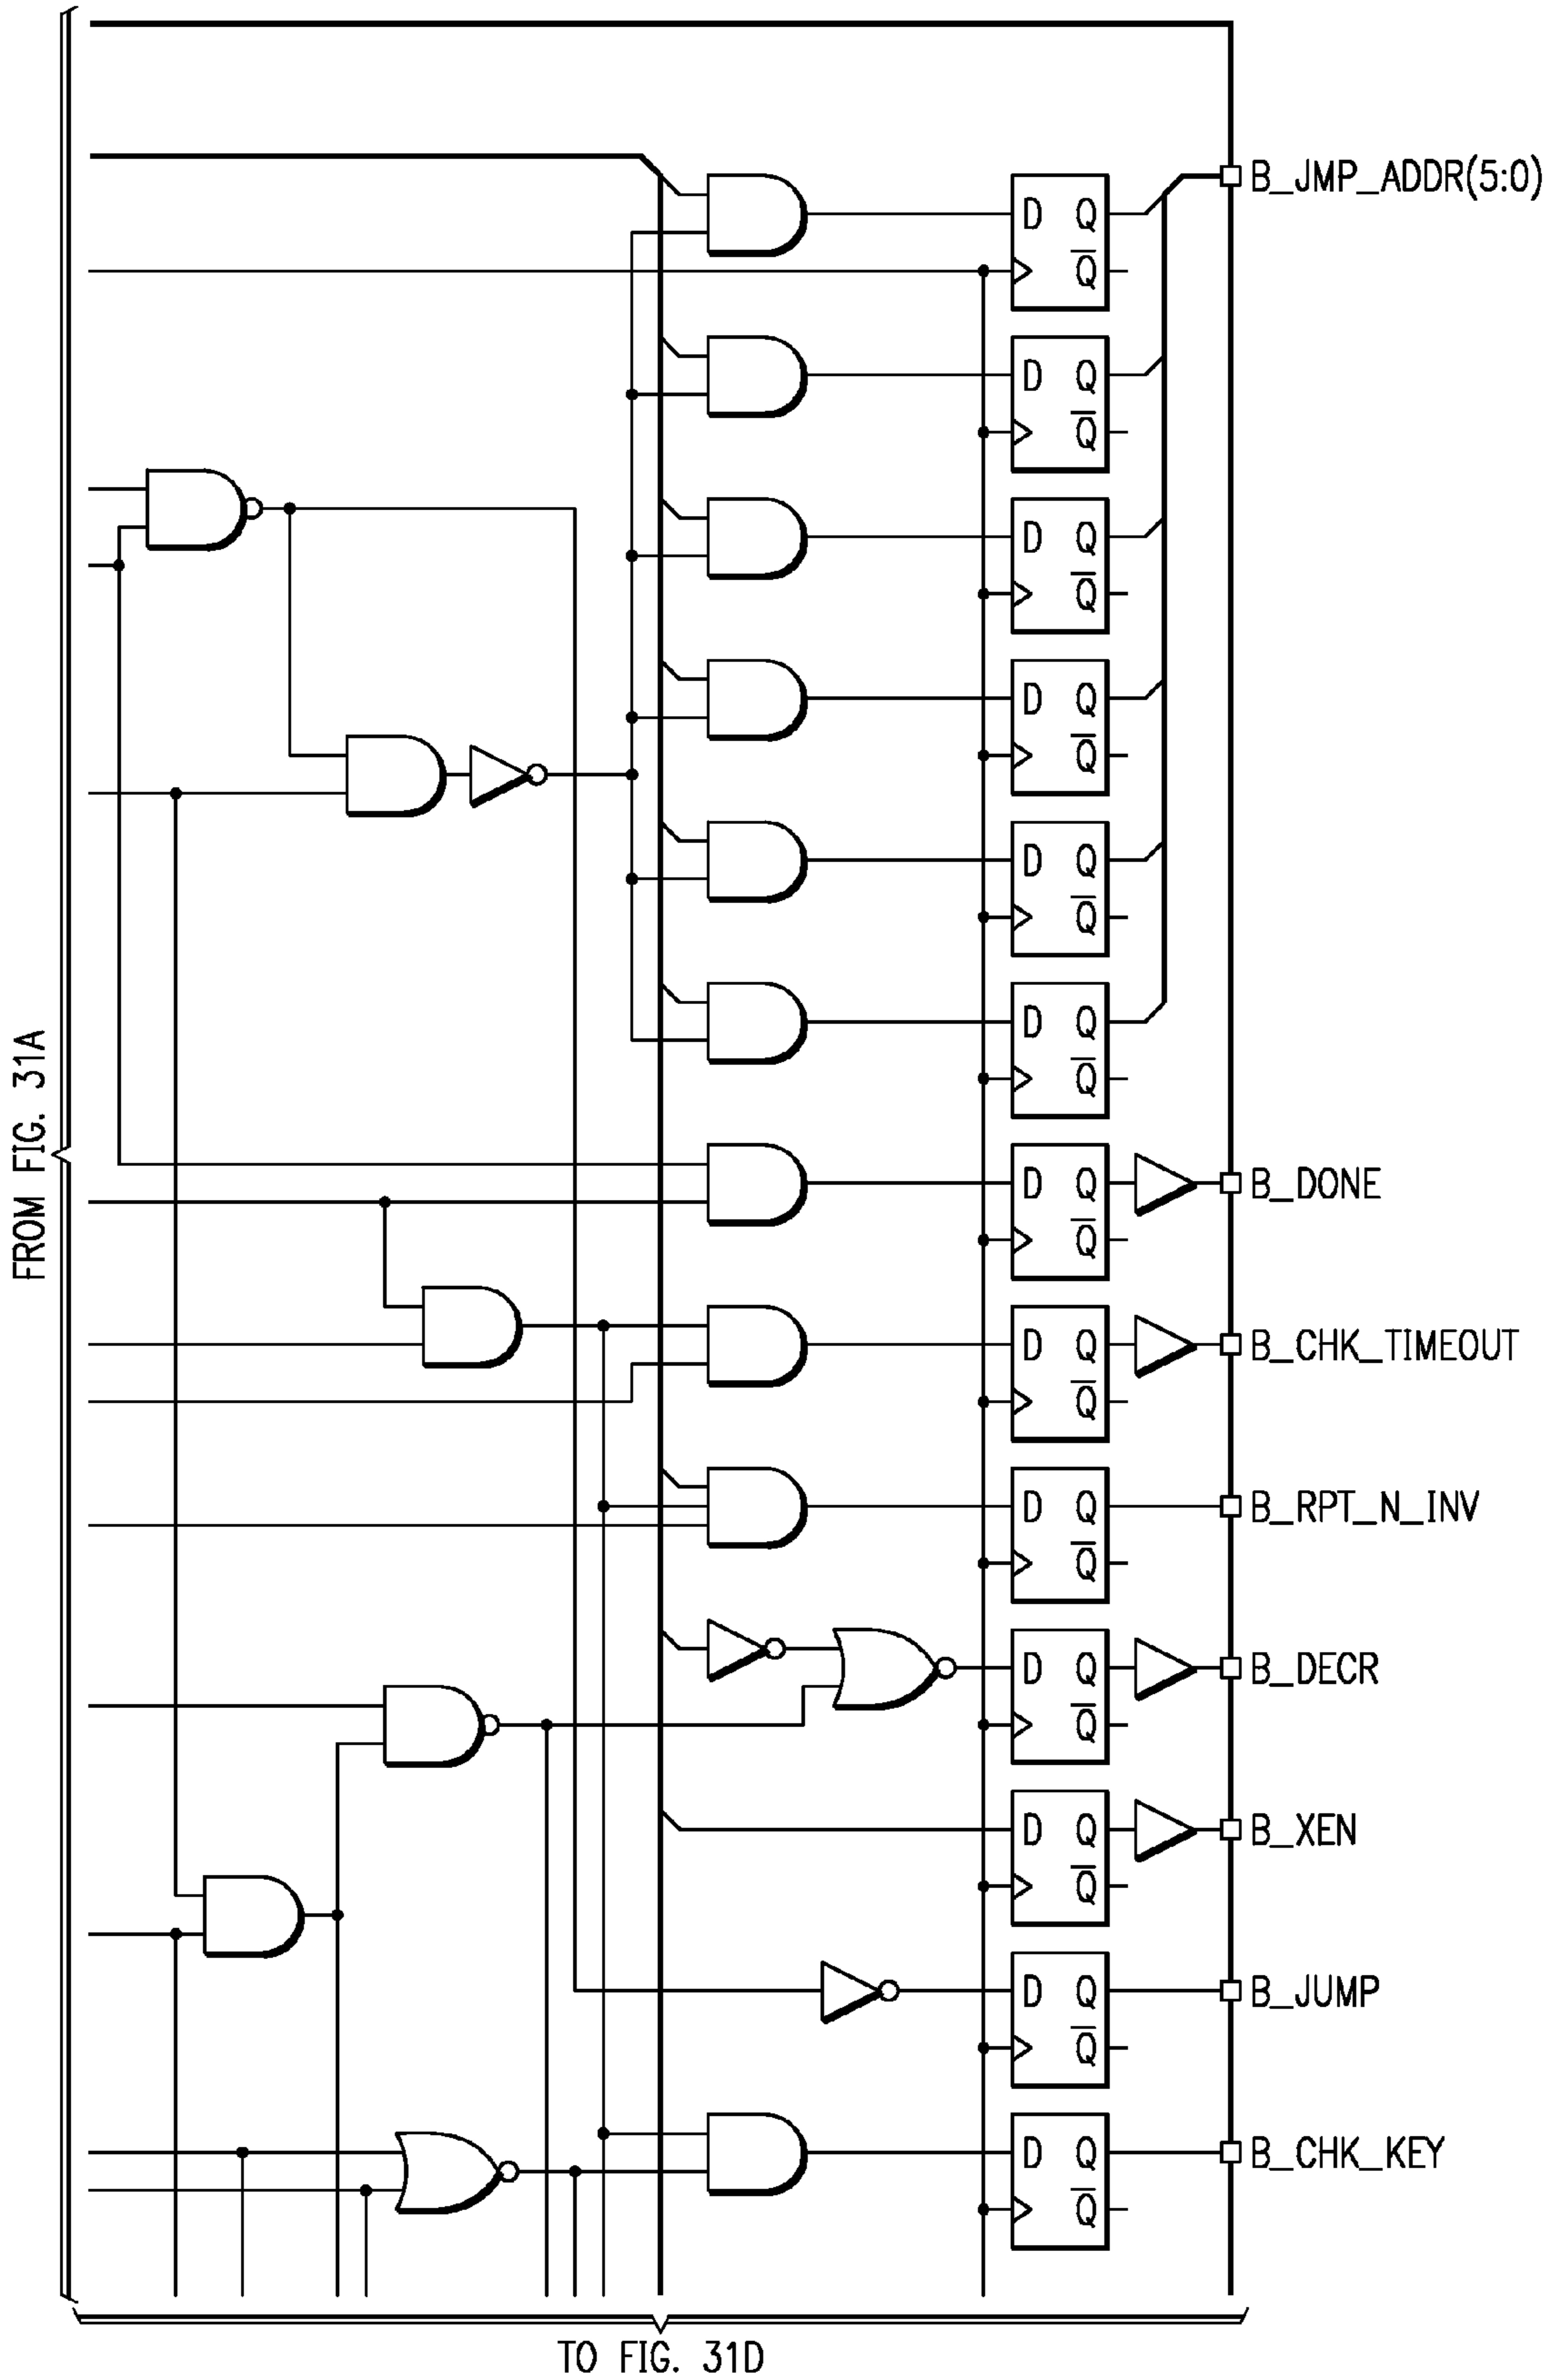 B_JMP_ADDR(5:0)
D Q
Q
D Q
Q
D Q
Q
D Q
Q
D Q
Q
D Q
Q
FROM FIG. 31A
D Q
B_DONE
Q
D Q
B_CHK_TIMEOUT
Q
D Q
B_RPT_N_INV
Q
D Q
B_DECR
Q
D Q
B_XEN
Q
D Q
B_JUMP
Q
D Q
B_CHK_KEY
Q
TO FIG. 31D